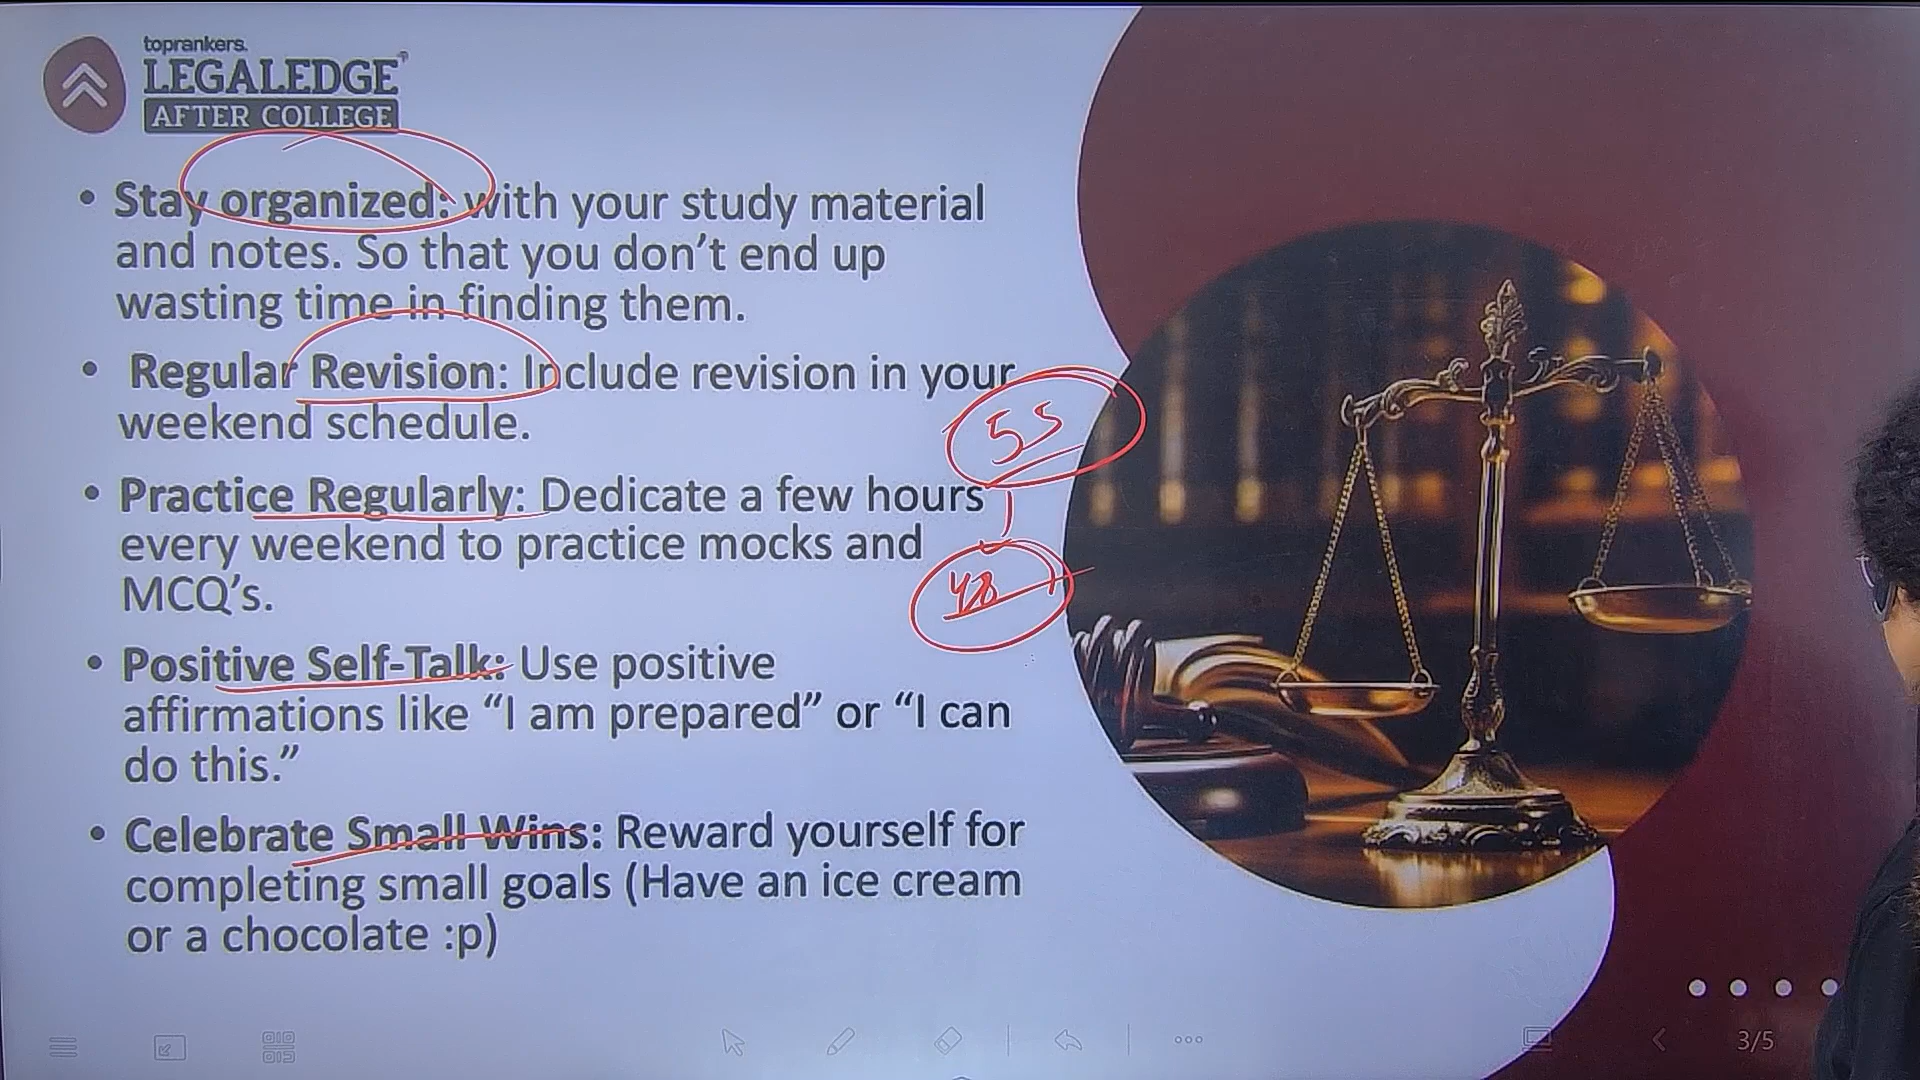 toprankers.
LEGALEDGE
AFTER COLLEGE
• Stay organized: with your study material
and notes. So that you don’t end up
wasting time in finding them.
• Regular Revision: Include revision in your
weekend schedule.
55
• Practice Regularly: Dedicate a few hours
every weekend to practice mocks and
MCQ’s.
• Positive Self-Talk: Use positive
affirmations like “I am prepared” or “I can
do this.”
• Celebrate Small Wins: Reward yourself for
completing small goals (Have an ice cream
or a chocolate :p)
3/5